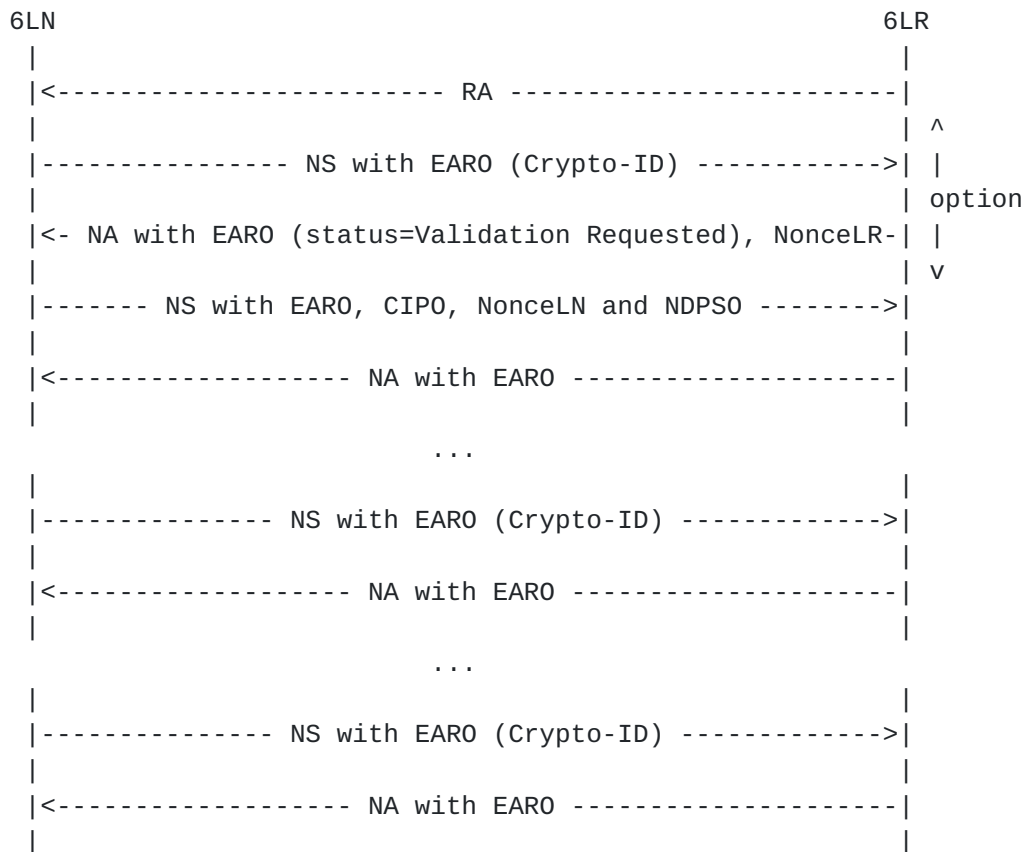 6LN                                                     6LR
 |                                                       |
 |<------------------------- RA -------------------------|
 |                                                       | ^
 |---------------- NS with EARO (Crypto-ID) ------------>| |
 |                                                       | option
 |<- NA with EARO (status=Validation Requested), NonceLR-| |
 |                                                       | v
 |------- NS with EARO, CIPO, NonceLN and NDPSO -------->|
 |                                                       |
 |<------------------- NA with EARO ---------------------|
 |                                                       |
                           ...
 |                                                       |
 |--------------- NS with EARO (Crypto-ID) ------------->|
 |                                                       |
 |<------------------- NA with EARO ---------------------|
 |                                                       |
                           ...
 |                                                       |
 |--------------- NS with EARO (Crypto-ID) ------------->|
 |                                                       |
 |<------------------- NA with EARO ---------------------|
 |                                                       |